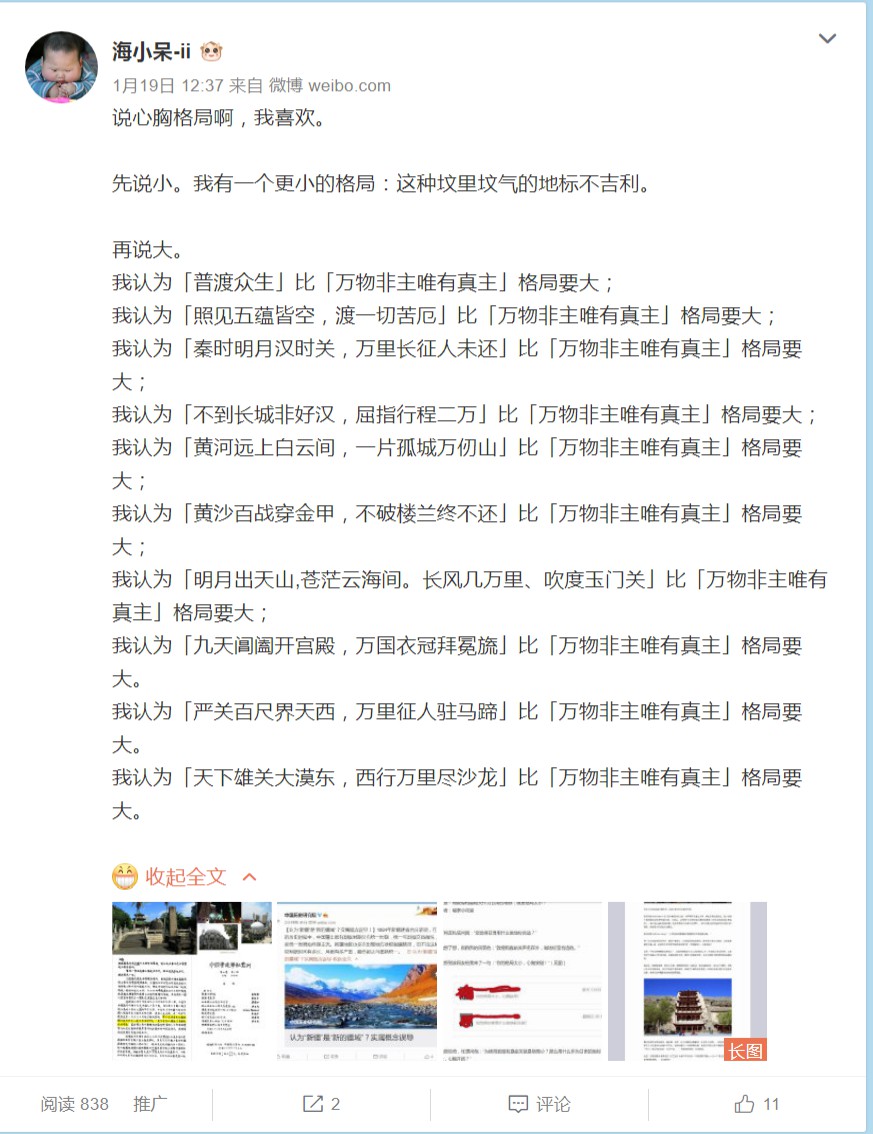 海小呆-ii
1月19日 12:37 来自 微博 weibo.com
说心胸格局啊，我喜欢。
先说小。我有一个更小的格局：这种坟里坟气的地标不吉利。
再说大。
我认为「普渡众生」比「万物非主唯有真主」格局要大；
我认为「照见五蕴皆空，渡一切苦厄」比「万物非主唯有真主」格局要大；
我认为「秦时明月汉时关，万里长征人未还」比「万物非主唯有真主」格局要
大；
我认为「不到长城非好汉，屈指行程二万」比「万物非主唯有真主」格局要大；
我认为「黄河远上白云间，一片孤城万仞山」比「万物非主唯有真主」格局要
大；
我认为「黄沙百战穿金甲，不破楼兰终不还」比「万物非主唯有真主」格局要
大；
我认为「明月出天山,苍茫云海间。长风几万里、吹度玉门关」比「万物非主唯有
真主」格局要大；
我认为「九天阊阖开宫殿，万国衣冠拜冕旒」比「万物非主唯有真主」格局要
大。
我认为「严关百尺界天西，万里征人驻马蹄」比「万物非主唯有真主」格局要
大。
我认为「天下雄关大漠东，西行万里尽沙龙」比「万物非主唯有真主」格局要
大。
收起全文
认为"新疆"是"新的疆域"？实属概念误导
长图
阅读 838 推广
2
评论
11